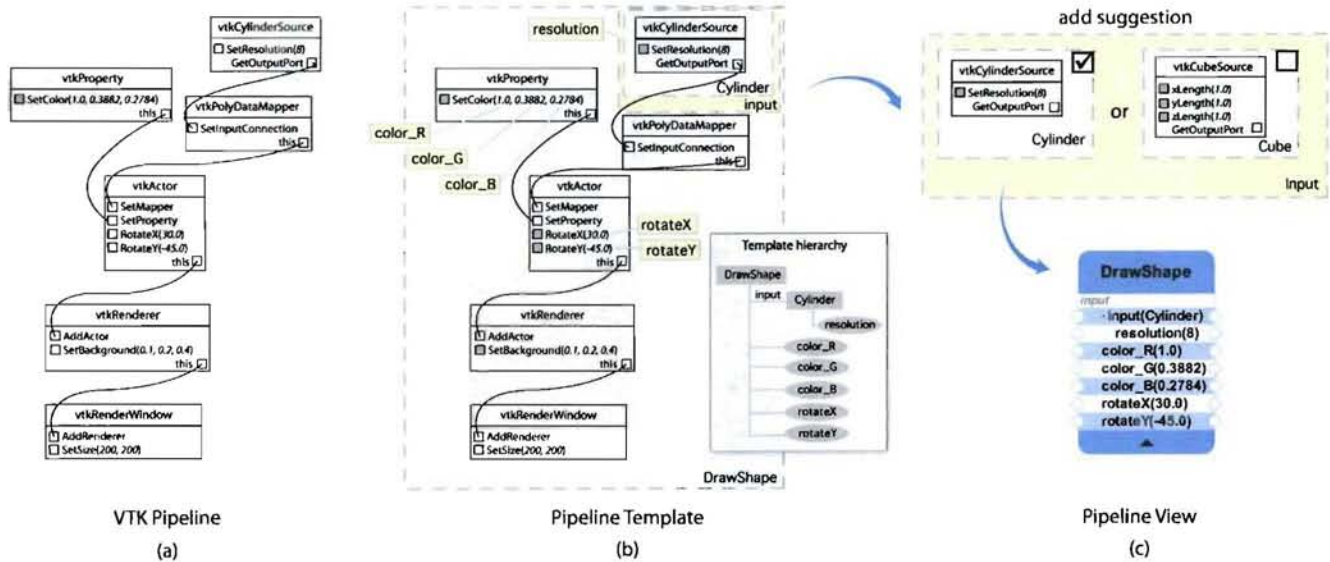 vtkCylinderSource
SetResolution(8)
GetOutputPort
vtkProperty
SetColor(1.0, 0.3882, 0.2784)
this
vtkPolyDataMapper
SetInputConnection
this
vtkActor
SetMapper
SetProperty
RotateX(30.0)
RotateY(-45.0)
this
vtkRenderer
AddActor
SetBackground(0.1, 0.2, 0.4)
this
vtkRenderWindow
AddRenderer
SetSize(200, 200)
VTK Pipeline
(a)
resolution
vtkCylinderSource
SetResolution(8)
GetOutputPort
Cylinder
input
vtkProperty
SetColor(1.0, 0.3882, 0.2784)
this
color_R
color_G
color_B
vtkPolyDataMapper
SetInputConnection
this
vtkActor
SetMapper
SetProperty
RotateX(30.0)
RotateY(-45.0)
this
rotateX
rotateY
vtkRenderer
AddActor
SetBackground(0.1, 0.2, 0.4)
this
vtkRenderWindow
AddRenderer
SetSize(200, 200)
DrawShape
Template hierarchy
DrawShape
input
Cylinder
resolution
color_R
color_G
color_B
rotateX
rotateY
Pipeline Template
(b)
add suggestion
vtkCylinderSource
SetResolution(8)
GetOutputPort
Cylinder
or
vtkCubeSource
xLength(1.0)
yLength(1.0)
zLength(1.0)
GetOutputPort
Cube
Input
DrawShape
input
-input(Cylinder)
resolution(8)
color_R(1.0)
color_G(0.3882)
color_B(0.2784)
rotateX(30.0)
rotateY(-45.0)
Pipeline View
(c)